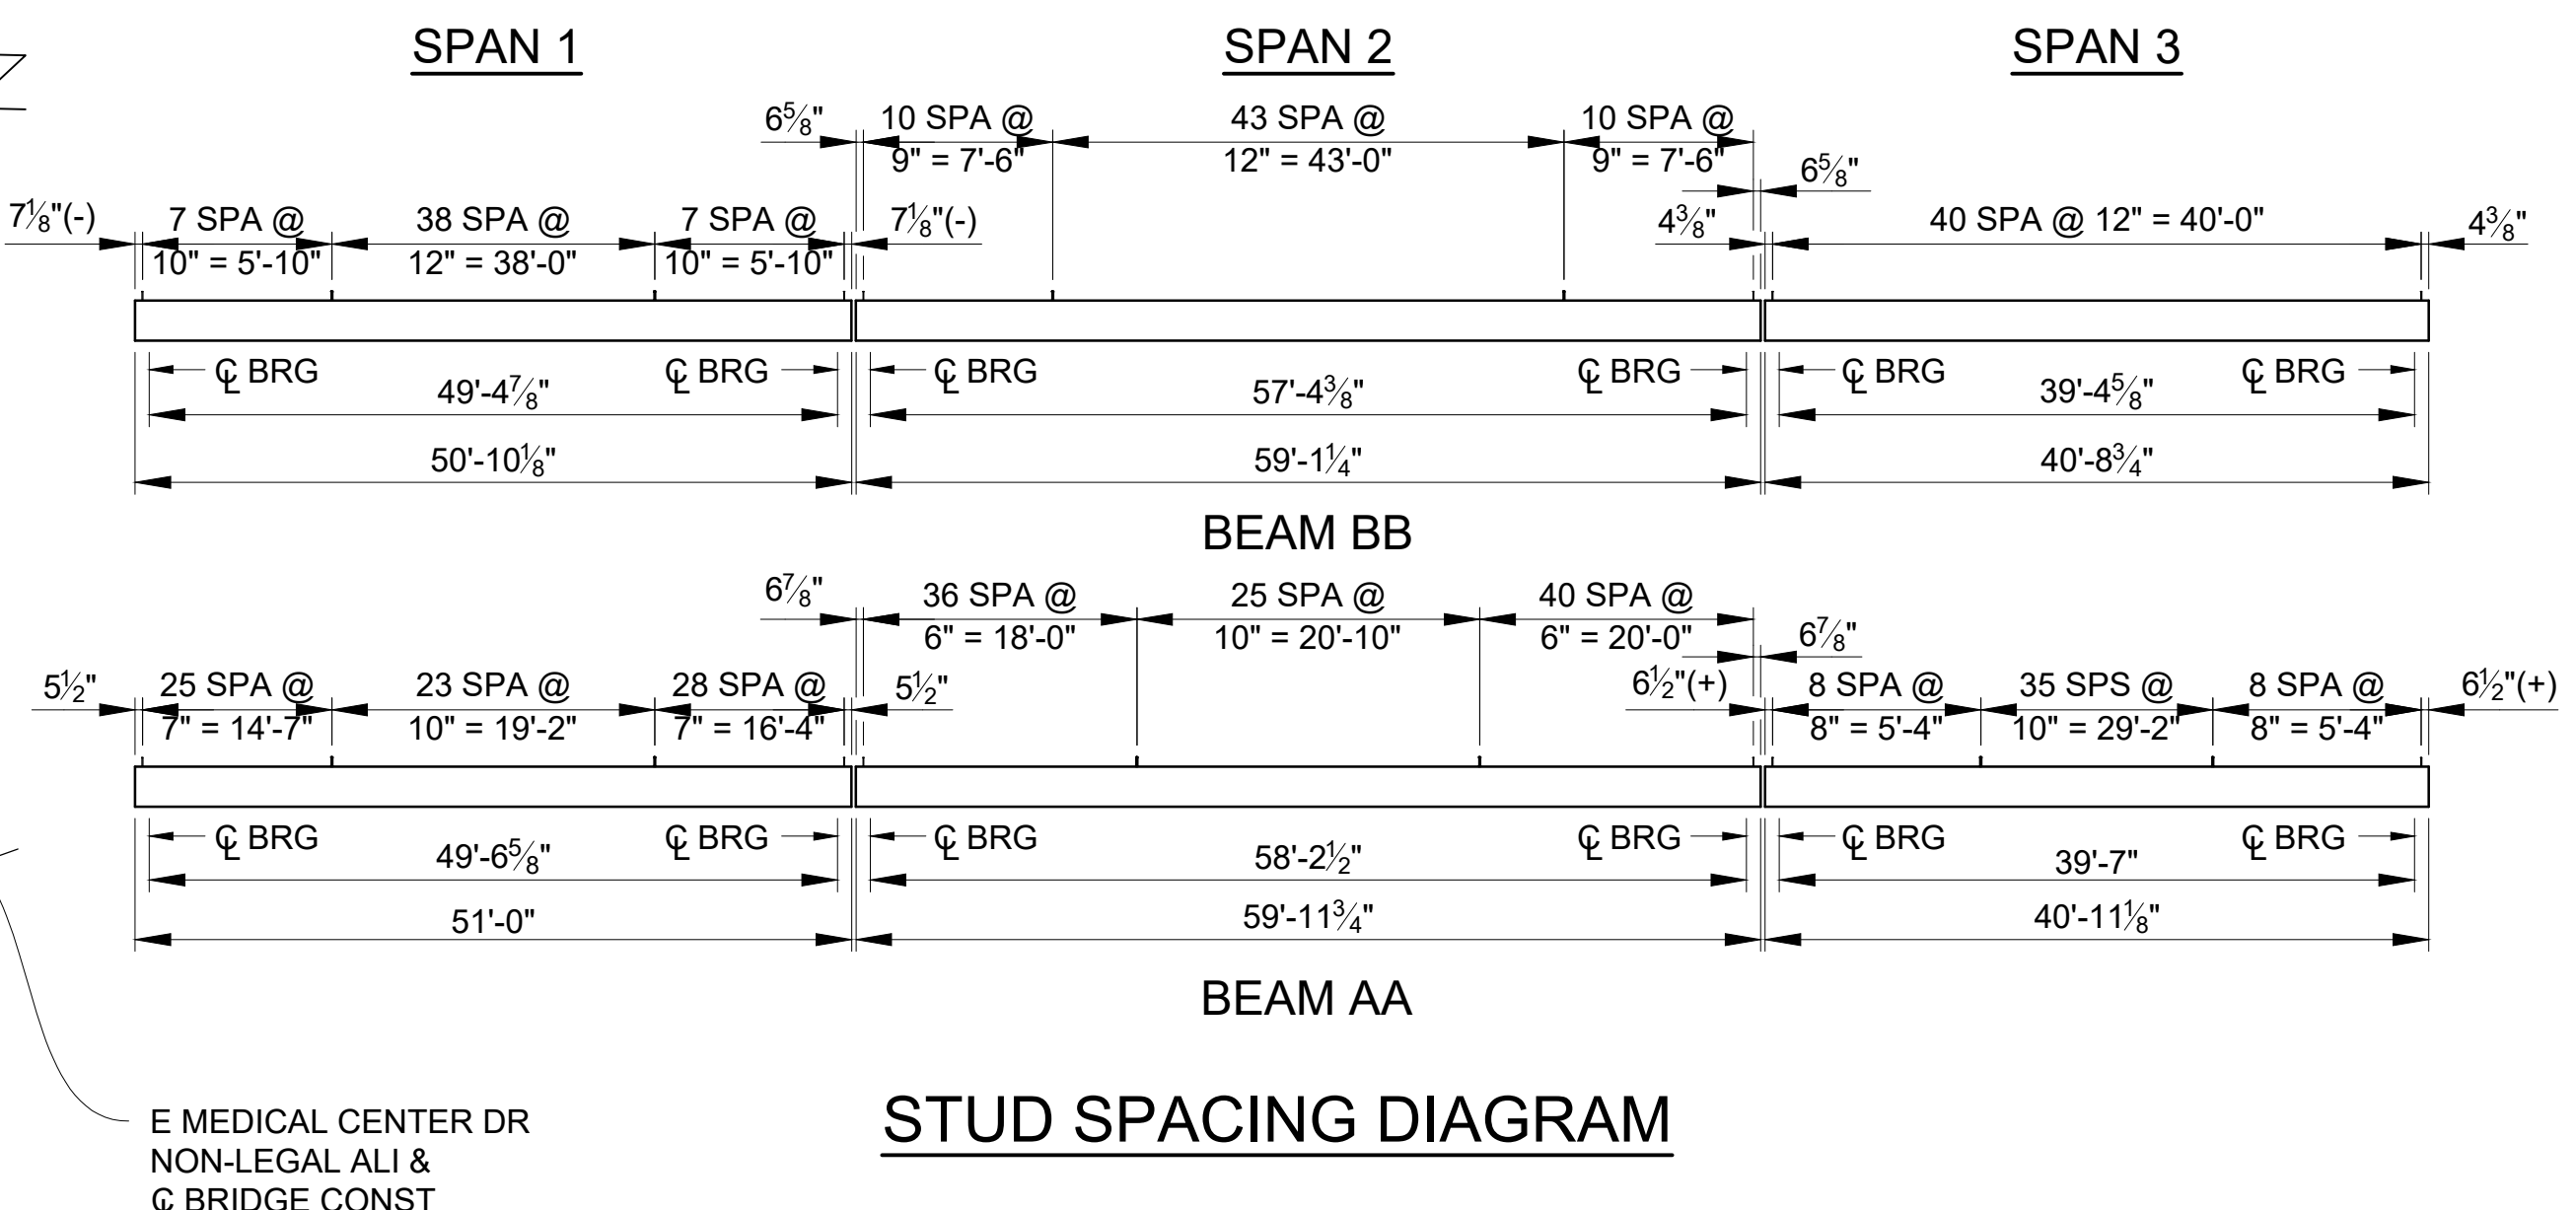 SPAN 1 SPAN 2 SPAN 3
6⅝" 10 SPA @ 43 SPA @ 10 SPA @
9" = 7'-6" 12" = 43'-0" 9" = 7'-6"
6⅝"
7⅛"(-) 7 SPA @ 38 SPA @ 7 SPA @ 7⅛"(-) 4⅜" 40 SPA @ 12" = 40'-0" 4⅜"
10" = 5'-10" 12" = 38'-0" 10" = 5'-10"
℄ BRG ℄ BRG ℄ BRG ℄ BRG ℄ BRG ℄ BRG
49'-4⅞" 57'-4⅜" 39'-4⅝"
50'-10⅛" 59'-1¼" 40'-8¾"
BEAM BB
6⅞" 36 SPA @ 25 SPA @ 40 SPA @
6" = 18'-0" 10" = 20'-10" 6" = 20'-0" 6⅞"
5½" 25 SPA @ 23 SPA @ 28 SPA @ 5½" 6½"(+) 8 SPA @ 35 SPS @ 8 SPA @ 6½"(+)
7" = 14'-7" 10" = 19'-2" 7" = 16'-4" 8" = 5'-4" 10" = 29'-2" 8" = 5'-4"
℄ BRG ℄ BRG ℄ BRG ℄ BRG ℄ BRG ℄ BRG
49'-6⅝" 58'-2½" 39'-7"
51'-0" 59'-11¾" 40'-11⅛"
BEAM AA
STUD SPACING DIAGRAM
E MEDICAL CENTER DR
NON-LEGAL ALI &
℄ BRIDGE CONST